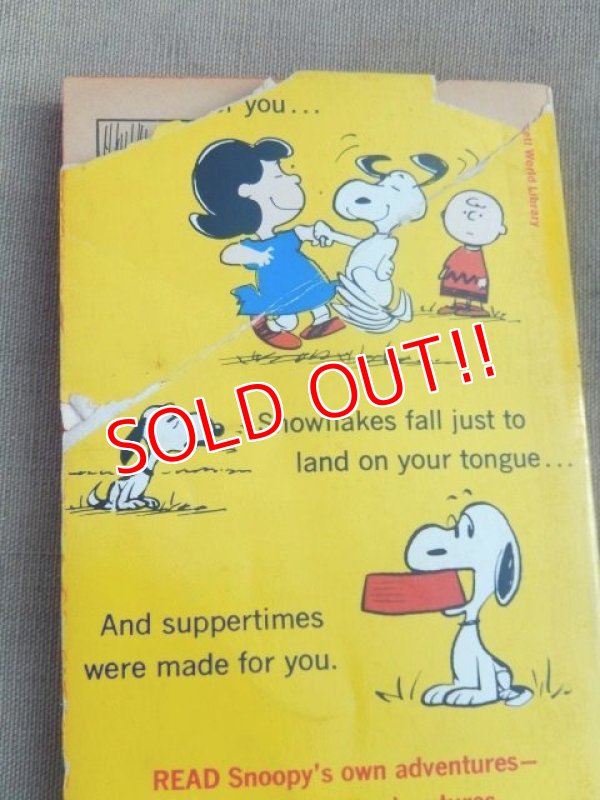 you...
World Library
SOLD OUT!!
Snowflakes fall just to
land on your tongue...
And suppertimes
were made for you.
READ Snoopy's own adventures—